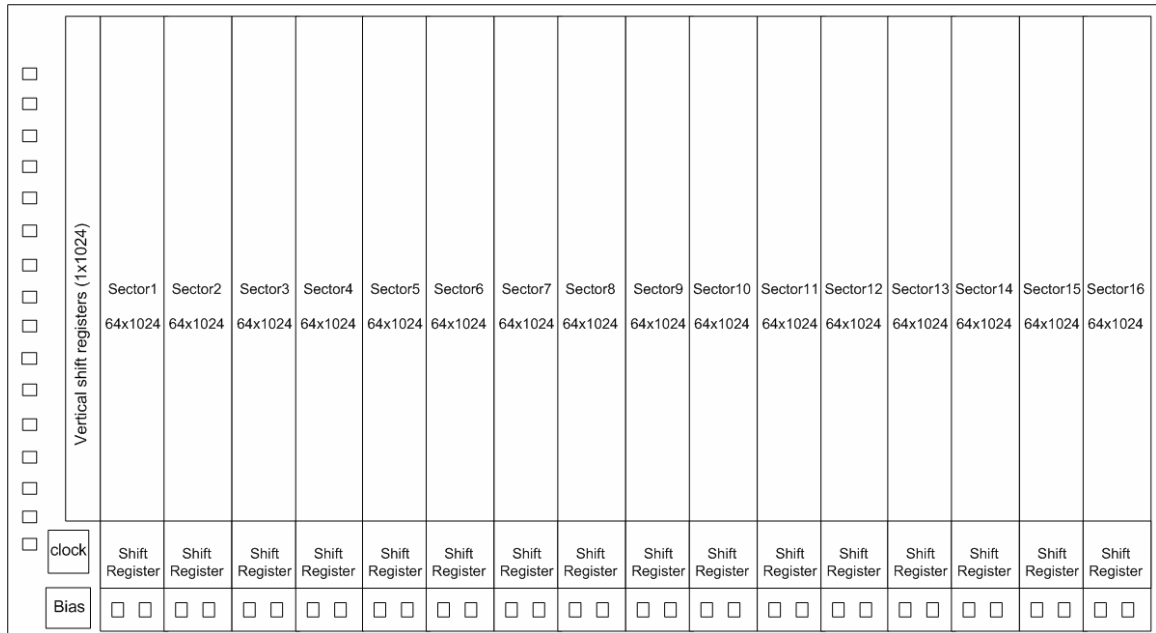 Vertical shift registers (1x1024)
Sector1 Sector2 Sector3 Sector4 Sector5 Sector6 Sector7 Sector8 Sector9 Sector10 Sector11 Sector12 Sector13 Sector14 Sector15 Sector16
64x1024 64x1024 64x1024 64x1024 64x1024 64x1024 64x1024 64x1024 64x1024 64x1024 64x1024 64x1024 64x1024 64x1024 64x1024 64x1024
clock
Shift Shift Shift Shift Shift Shift Shift Shift Shift Shift Shift Shift Shift Shift Shift Shift
Register Register Register Register Register Register Register Register Register Register Register Register Register Register Register Register
Bias